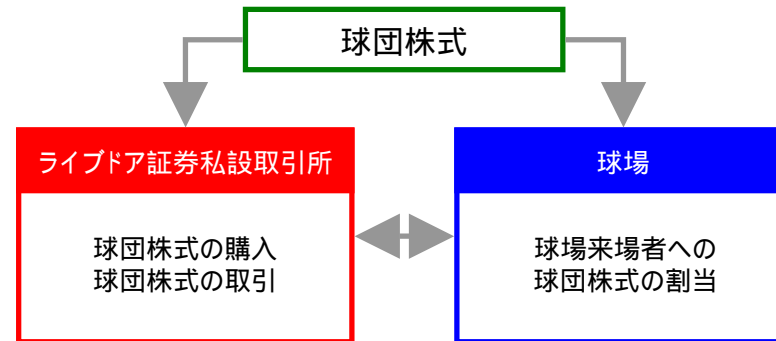 球団株式
ライブドア証券私設取引所
球団株式の購入
球団株式の取引
球場
球場来場者への
球団株式の割当